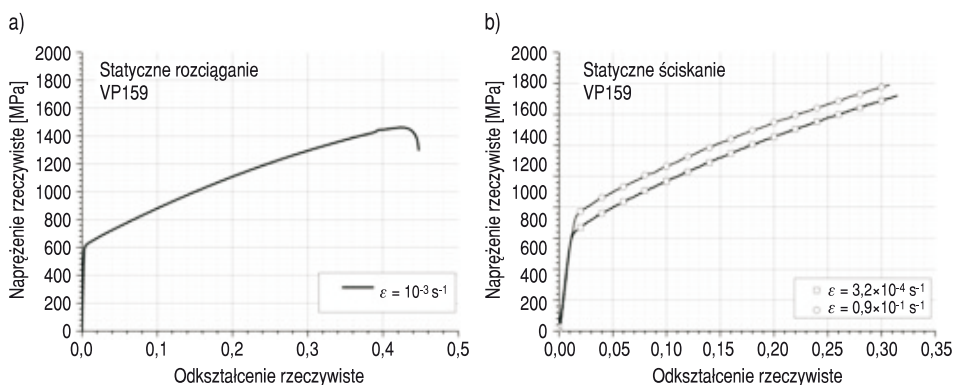 a)
Naprężenie rzeczywiste [MPa]
2000
1800
1600
1400
1200
1000
800
600
400
200
0
Statyczne rozciąganie
VP159
ε = 10⁻³ s⁻¹
0,0 0,1 0,2 0,3 0,4 0,5
Odkształcenie rzeczywiste
b)
Naprężenie rzeczywiste [MPa]
2000
1800
1600
1400
1200
1000
800
600
400
200
0
Statyczne ściskanie
VP159
ε = 3,2×10⁻⁴ s⁻¹
ε = 0,9×10⁻¹ s⁻¹
0,00 0,05 0,10 0,15 0,20 0,25 0,30 0,35
Odkształcenie rzeczywiste